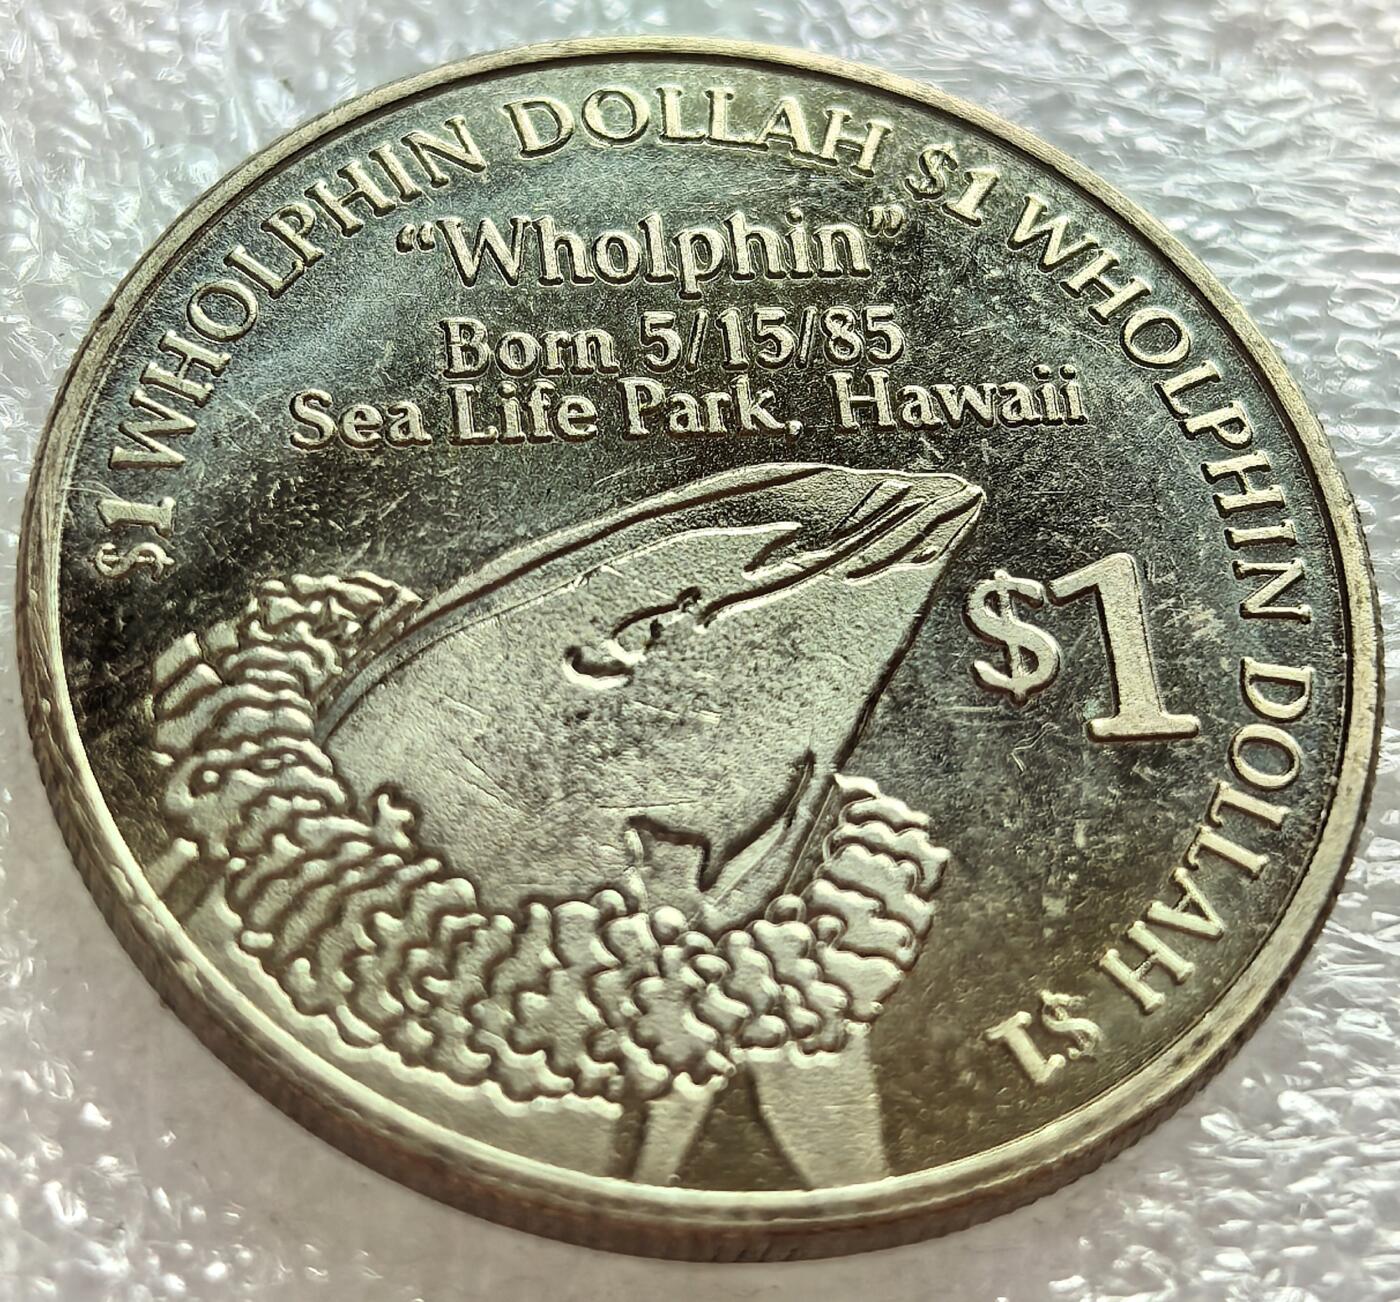 $1 WHOLPHIN DOLLAH $1 WHOLPHIN DOLLAH $1
“Wholphin”
Born 5/15/85
Sea Life Park, Hawaii
$1